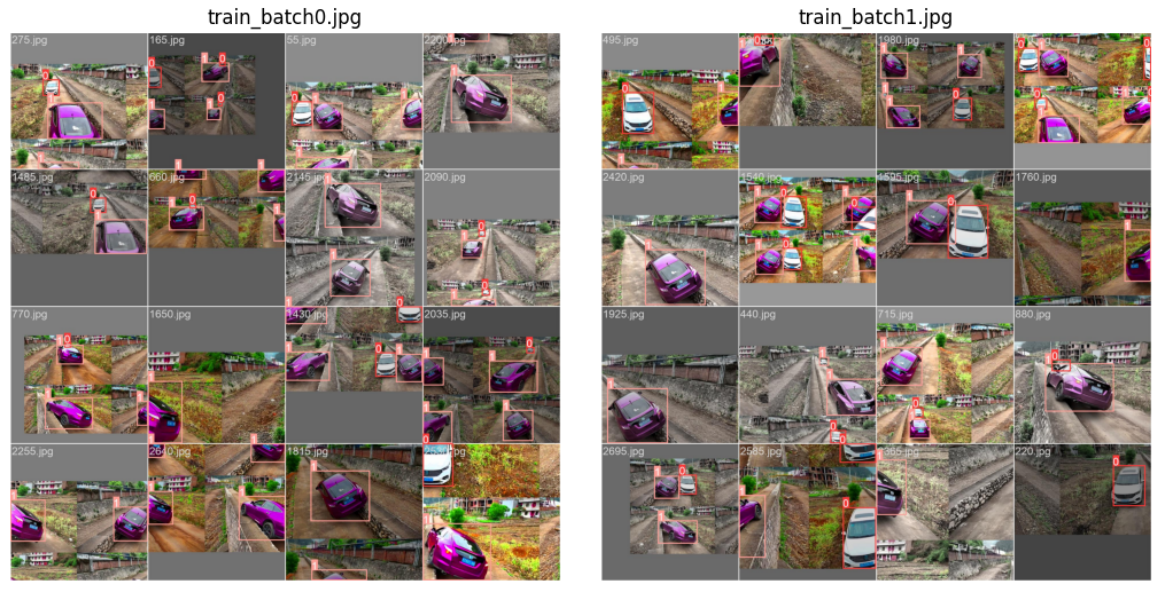 train_batch0.jpg
275.jpg 165.jpg 55.jpg 2200.jpg
1485.jpg 660.jpg 2145.jpg 2090.jpg
770.jpg 1650.jpg 1430.jpg 2035.jpg
2255.jpg 2640.jpg 1815.jpg
train_batch1.jpg
495.jpg 1980.jpg
2420.jpg 1540.jpg 1595.jpg 1760.jpg
1925.jpg 440.jpg 715.jpg 880.jpg
2695.jpg 2585.jpg 220.jpg